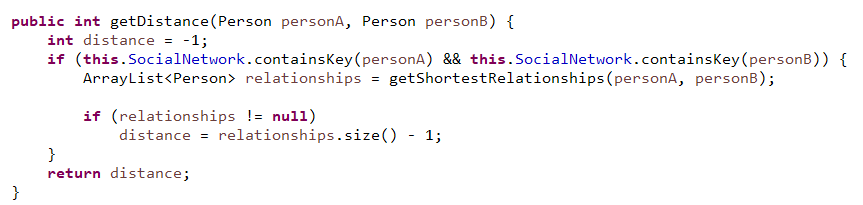 public int getDistance(Person personA, Person personB) {
    int distance = -1;
    if (this.SocialNetwork.containsKey(personA) && this.SocialNetwork.containsKey(personB)) {
        ArrayList<Person> relationships = getShortestRelationships(personA, personB);

        if (relationships != null)
            distance = relationships.size() - 1;
    }
    return distance;
}